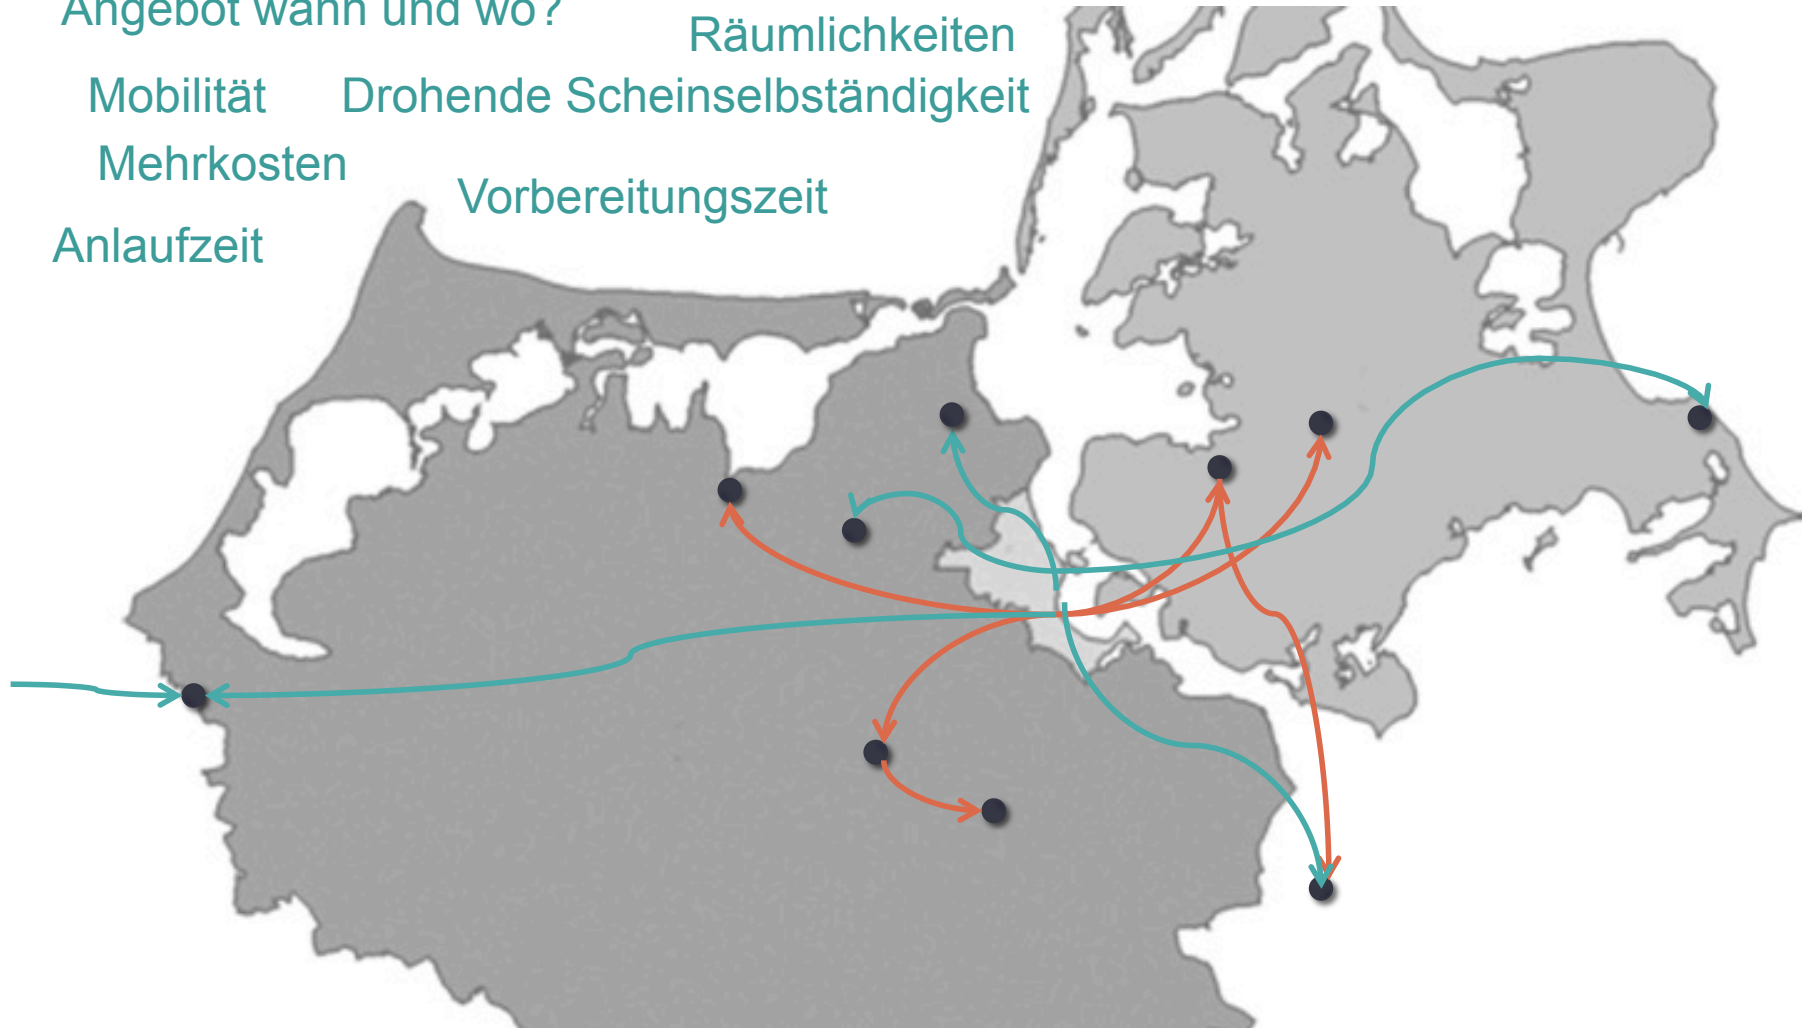 Angebot wann und wo?
Räumlichkeiten
Mobilität
Drohende Scheinselbständigkeit
Mehrkosten
Vorbereitungszeit
Anlaufzeit